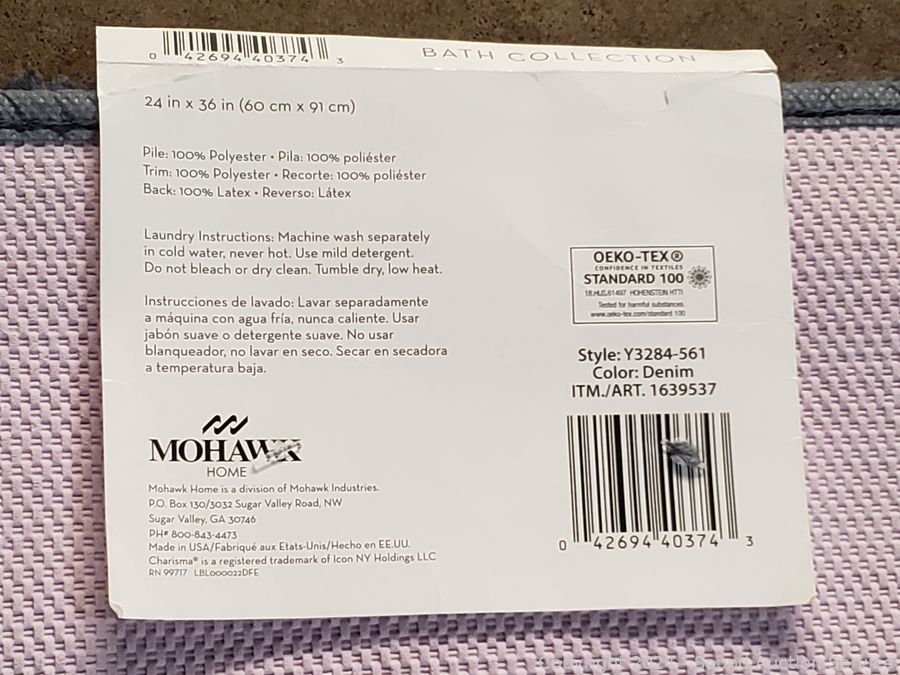 0 42694 40374 3
BATH COLLECTION
24 in x 36 in (60 cm x 91 cm)
Pile: 100% Polyester • Pila: 100% poliéster
Trim: 100% Polyester • Recorte: 100% poliéster
Back: 100% Latex • Reverso: Látex
Laundry Instructions: Machine wash separately
in cold water, never hot. Use mild detergent.
Do not bleach or dry clean. Tumble dry, low heat.
Instrucciones de lavado: Lavar separadamente
a máquina con agua fría, nunca caliente. Usar
jabón suave o detergente suave. No usar
blanqueador, no lavar en seco. Secar en secadora
a temperatura baja.
OEKO-TEX®
CONFIDENCE IN TEXTILES
STANDARD 100
18.HUS.61497 HOHENSTEIN HTTI
Tested for harmful substances.
www.oeko-tex.com/standard 100
Style: Y3284-561
Color: Denim
ITM./ART. 1639537
MOHAWK
HOME
Mohawk Home is a division of Mohawk Industries.
P.O. Box 130/3032 Sugar Valley Road, NW
Sugar Valley, GA 30746
PH# 800-843-4473
Made in USA/Fabriqué aux Etats-Unis/Hecho en EE.UU.
Charisma® is a registered trademark of Icon NY Holdings LLC
RN 99717 LBL000022DFE
0 42694 40374 3
Copyright 2024 - Sound Auction Service